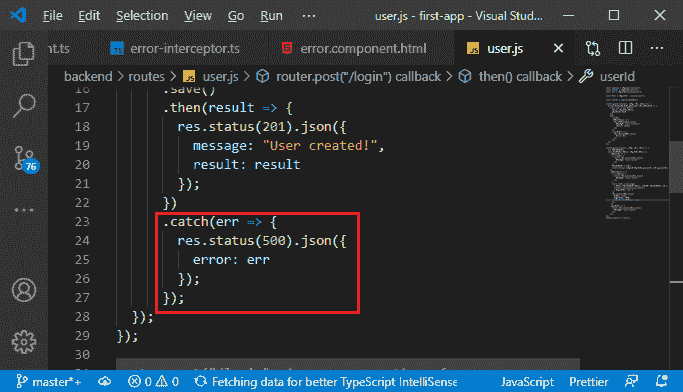 File Edit Selection View Go Run ··· user.js - first-app - Visual Stud...
nt.ts error-interceptor.ts error.component.html JS user.js
backend > routes > JS user.js > router.post("/login") callback > then() callback > userId
16 .save()
17 .then(result => {
18 res.status(201).json({
19 message: "User created!",
20 result: result
21 });
22 })
23 .catch(err => {
24 res.status(500).json({
25 error: err
26 });
27 });
28 });
29 });
30
76
master*+ 0 0 Fetching data for better TypeScript IntelliSense JavaScript Prettier